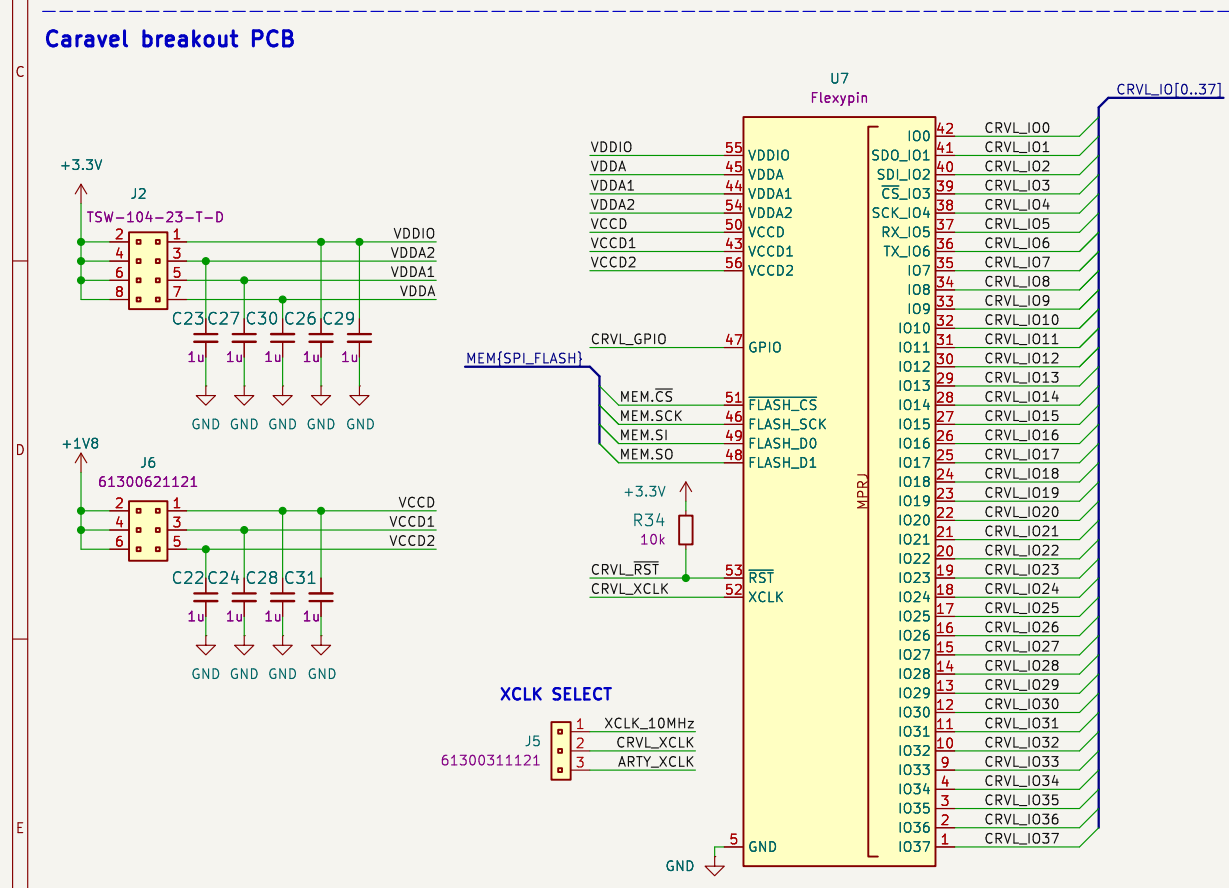 Caravel breakout PCB
C
D
E
+3.3V
J2
TSW-104-23-T-D
2 1 VDDIO
4 3 VDDA2
6 5 VDDA1
8 7 VDDA
C23 C27 C30 C26 C29
1u 1u 1u 1u 1u
GND GND GND GND GND
+1V8
J6
61300621121
2 1 VCCD
4 3 VCCD1
6 5 VCCD2
C22 C24 C28 C31
1u 1u 1u 1u
GND GND GND GND
XCLK SELECT
J5
61300311121
1 XCLK_10MHz
2 CRVL_XCLK
3 ARTY_XCLK
MEM{SPI_FLASH}
+3.3V
R34
10k
U7
Flexypin
VDDIO 55 VDDIO
VDDA 45 VDDA
VDDA1 44 VDDA1
VDDA2 54 VDDA2
VCCD 50 VCCD
VCCD1 43 VCCD1
VCCD2 56 VCCD2
CRVL_GPIO 47 GPIO
MEM.CS 51 FLASH_CS
MEM.SCK 46 FLASH_SCK
MEM.SI 49 FLASH_D0
MEM.SO 48 FLASH_D1
CRVL_RST 53 RST
CRVL_XCLK 52 XCLK
GND 5 GND
MPRJ
CRVL_IO[0..37]
IO0 42 CRVL_IO0
SDO_IO1 41 CRVL_IO1
SDI_IO2 40 CRVL_IO2
CS_IO3 39 CRVL_IO3
SCK_IO4 38 CRVL_IO4
RX_IO5 37 CRVL_IO5
TX_IO6 36 CRVL_IO6
IO7 35 CRVL_IO7
IO8 34 CRVL_IO8
IO9 33 CRVL_IO9
IO10 32 CRVL_IO10
IO11 31 CRVL_IO11
IO12 30 CRVL_IO12
IO13 29 CRVL_IO13
IO14 28 CRVL_IO14
IO15 27 CRVL_IO15
IO16 26 CRVL_IO16
IO17 25 CRVL_IO17
IO18 24 CRVL_IO18
IO19 23 CRVL_IO19
IO20 22 CRVL_IO20
IO21 21 CRVL_IO21
IO22 20 CRVL_IO22
IO23 19 CRVL_IO23
IO24 18 CRVL_IO24
IO25 17 CRVL_IO25
IO26 16 CRVL_IO26
IO27 15 CRVL_IO27
IO28 14 CRVL_IO28
IO29 13 CRVL_IO29
IO30 12 CRVL_IO30
IO31 11 CRVL_IO31
IO32 10 CRVL_IO32
IO33 9 CRVL_IO33
IO34 4 CRVL_IO34
IO35 3 CRVL_IO35
IO36 2 CRVL_IO36
IO37 1 CRVL_IO37